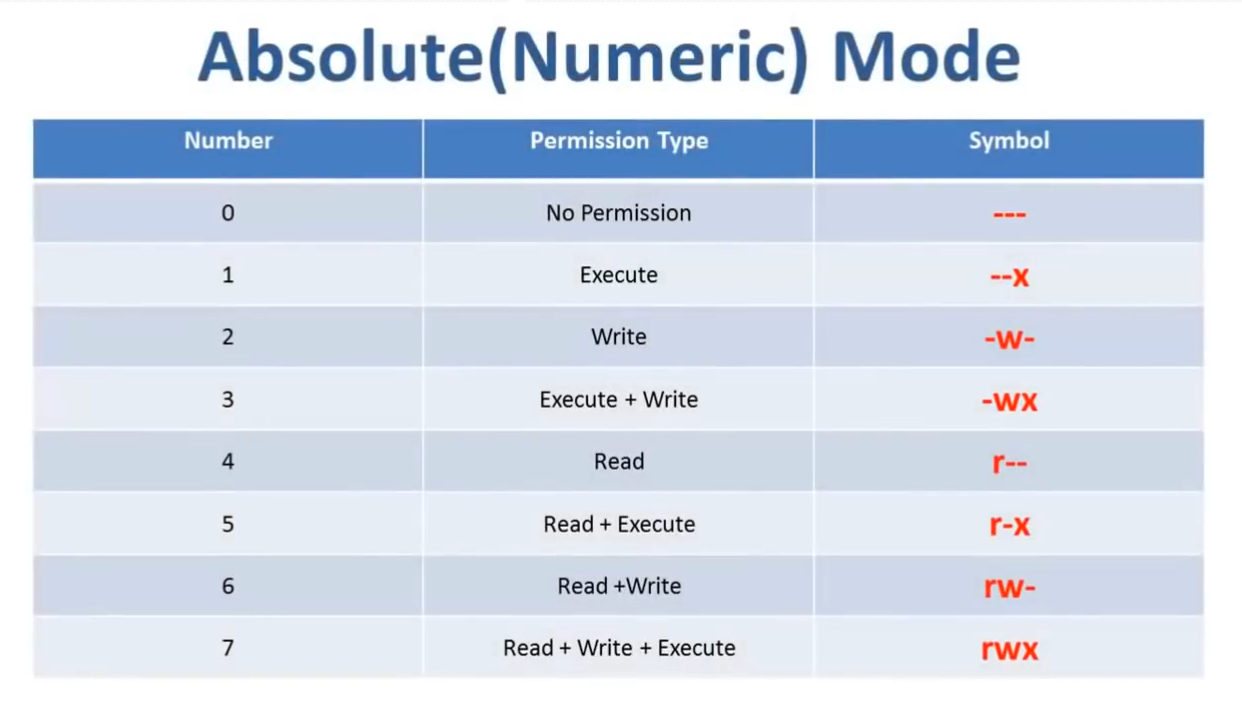 Absolute(Numeric) Mode
Number Permission Type Symbol
0 No Permission ---
1 Execute --x
2 Write -w-
3 Execute + Write -wx
4 Read r--
5 Read + Execute r-x
6 Read +Write rw-
7 Read + Write + Execute rwx